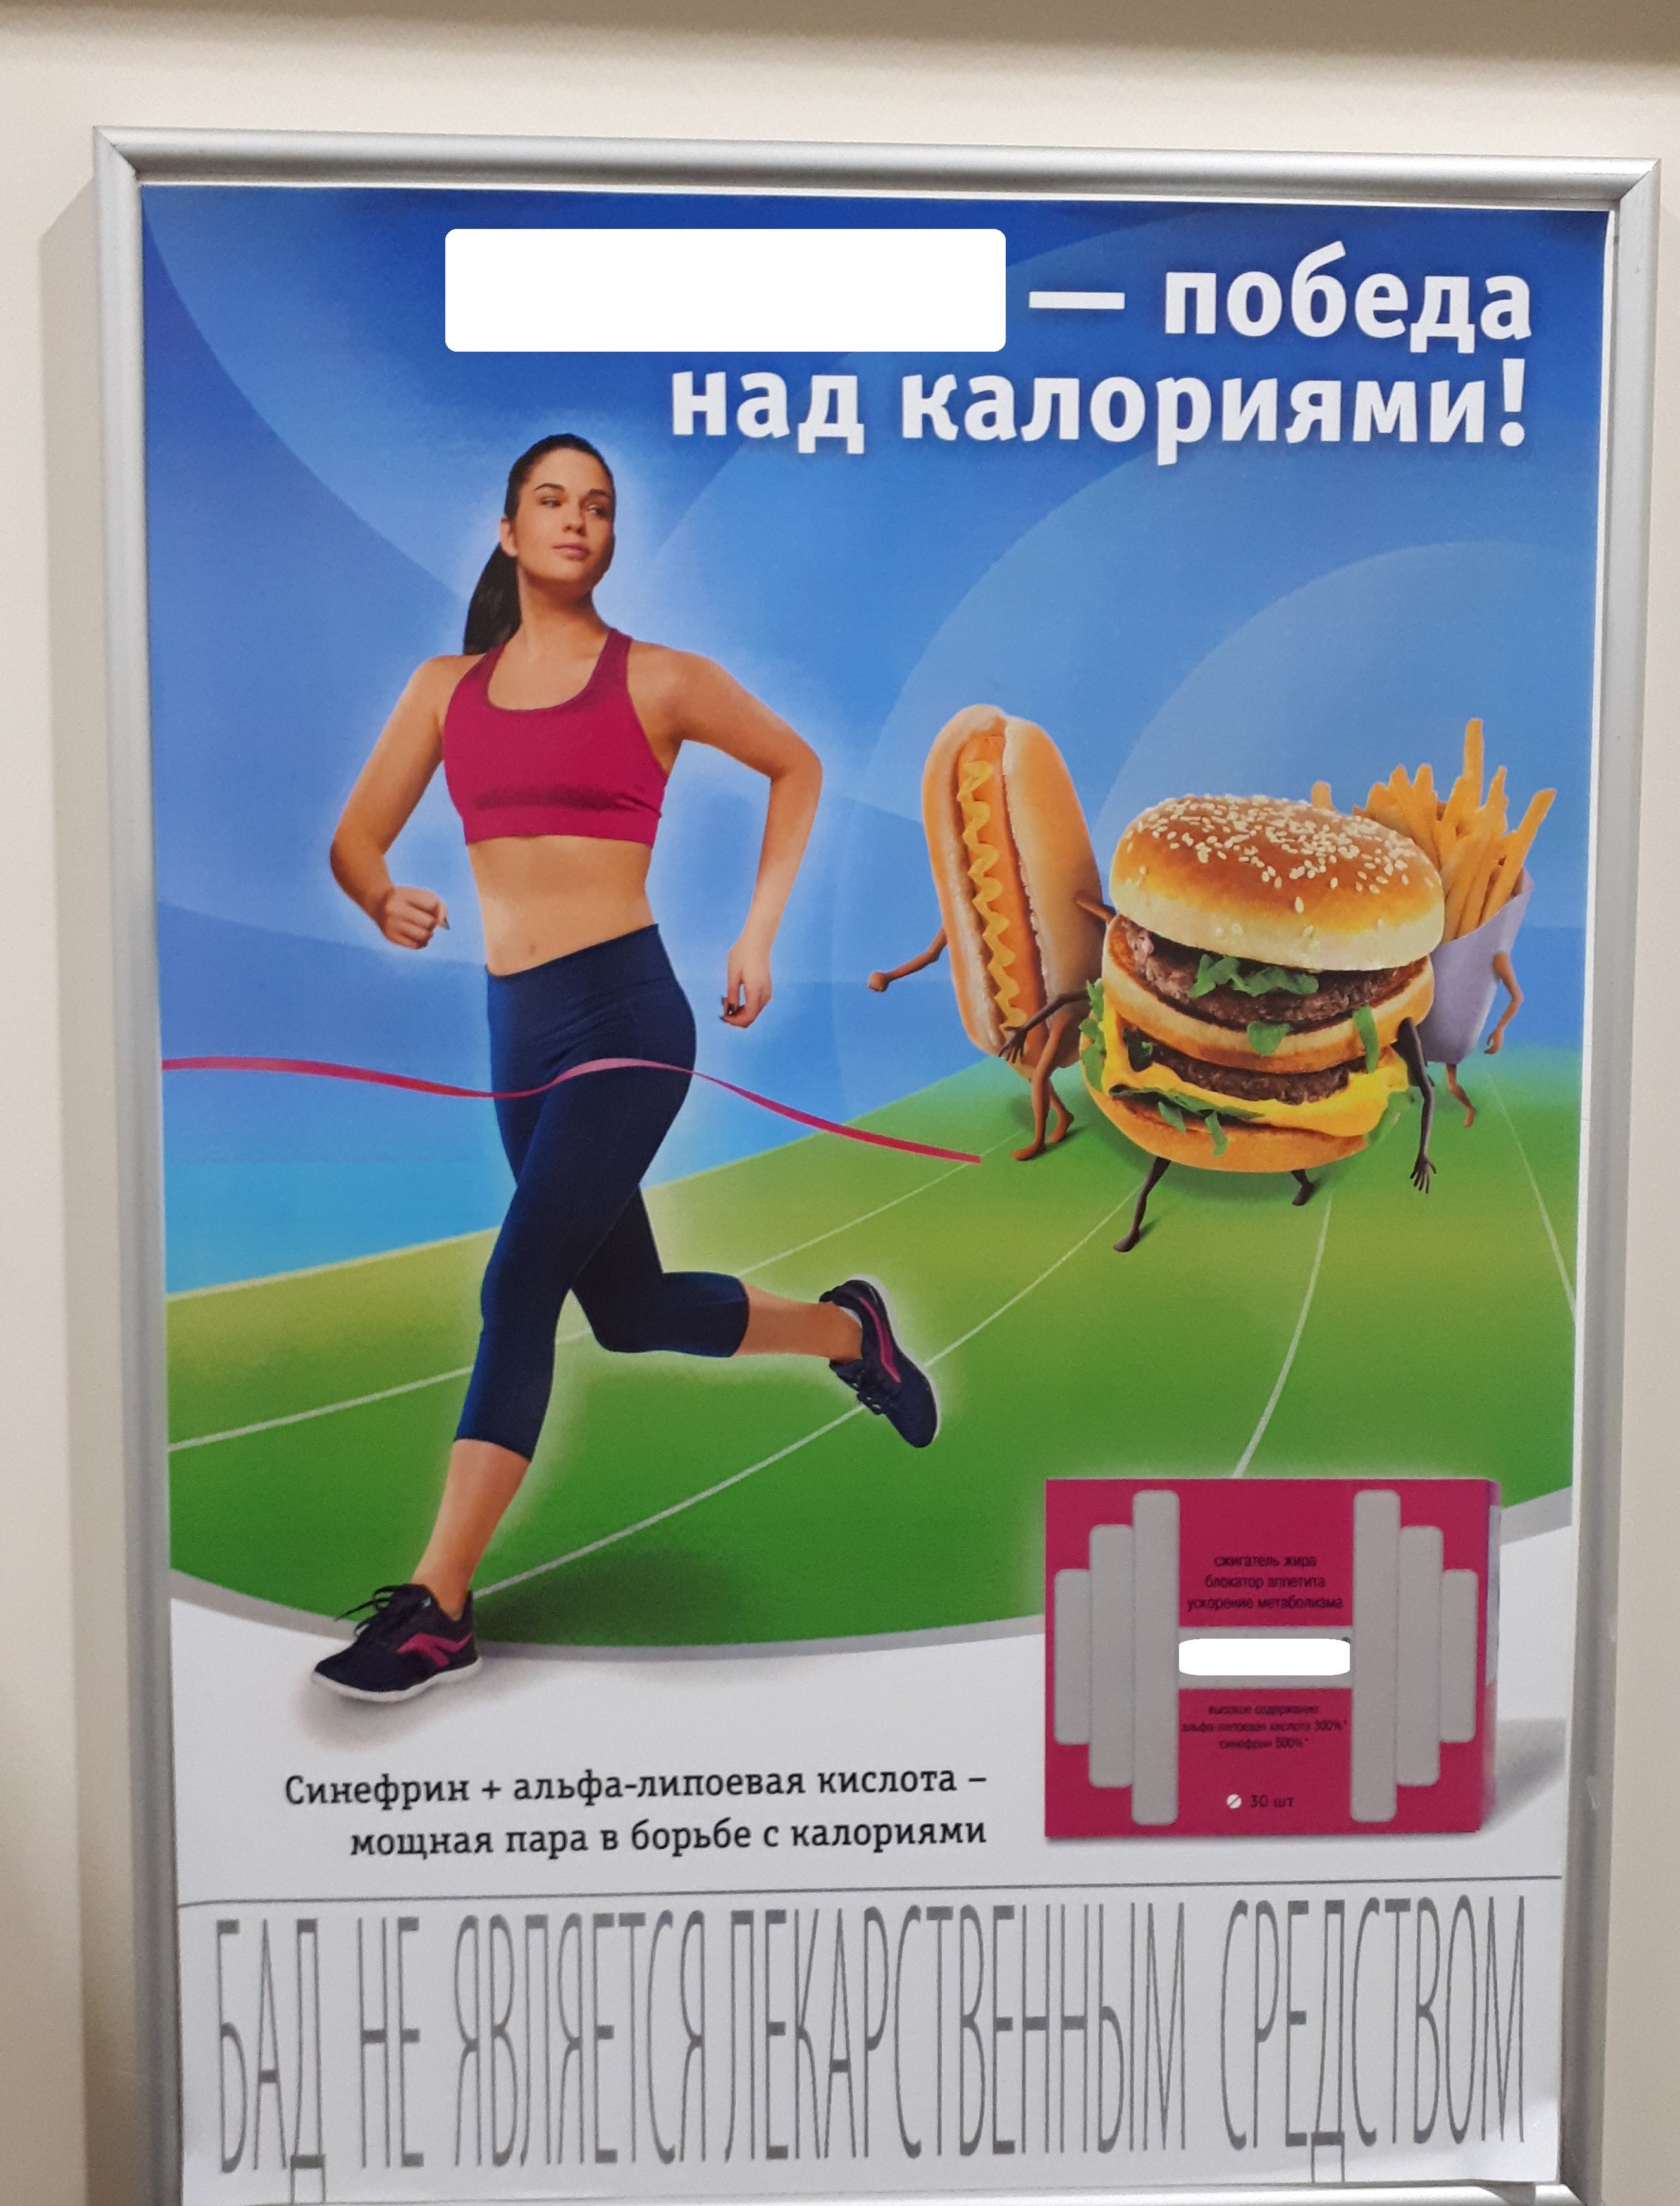 — победа
над калориями!
сжигатель жира
блокатор аппетита
ускорение метаболизма
высокое содержание
альфа-липоевая кислота 300%*
синефрин 500%*
30 шт
Синефрин + альфа-липоевая кислота –
мощная пара в борьбе с калориями
БАД НЕ ЯВЛЯЕТСЯ ЛЕКАРСТВЕННЫМ СРЕДСТВОМ